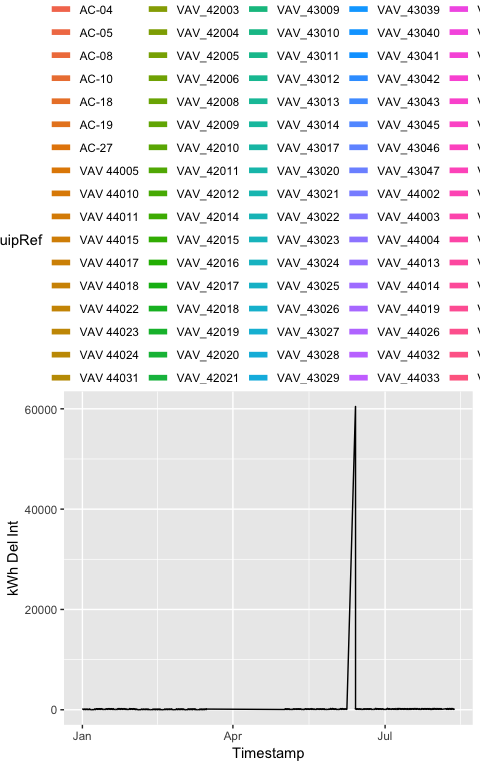 AC-04 VAV_42003 VAV_43009 VAV_43039
AC-05 VAV_42004 VAV_43010 VAV_43040
AC-08 VAV_42005 VAV_43011 VAV_43041
AC-10 VAV_42006 VAV_43012 VAV_43042
AC-18 VAV_42008 VAV_43013 VAV_43043
AC-19 VAV_42009 VAV_43014 VAV_43045
AC-27 VAV_42010 VAV_43017 VAV_43046
VAV 44005 VAV_42011 VAV_43020 VAV_43047
VAV 44010 VAV_42012 VAV_43021 VAV_44002
VAV 44011 VAV_42014 VAV_43022 VAV_44003
uipRef VAV 44015 VAV_42015 VAV_43023 VAV_44004
VAV 44017 VAV_42016 VAV_43024 VAV_44013
VAV 44018 VAV_42017 VAV_43025 VAV_44014
VAV 44022 VAV_42018 VAV_43026 VAV_44019
VAV 44023 VAV_42019 VAV_43027 VAV_44026
VAV 44024 VAV_42020 VAV_43028 VAV_44032
VAV 44031 VAV_42021 VAV_43029 VAV_44033
60000
40000
kWh Del Int
20000
0
Jan Apr Jul
Timestamp